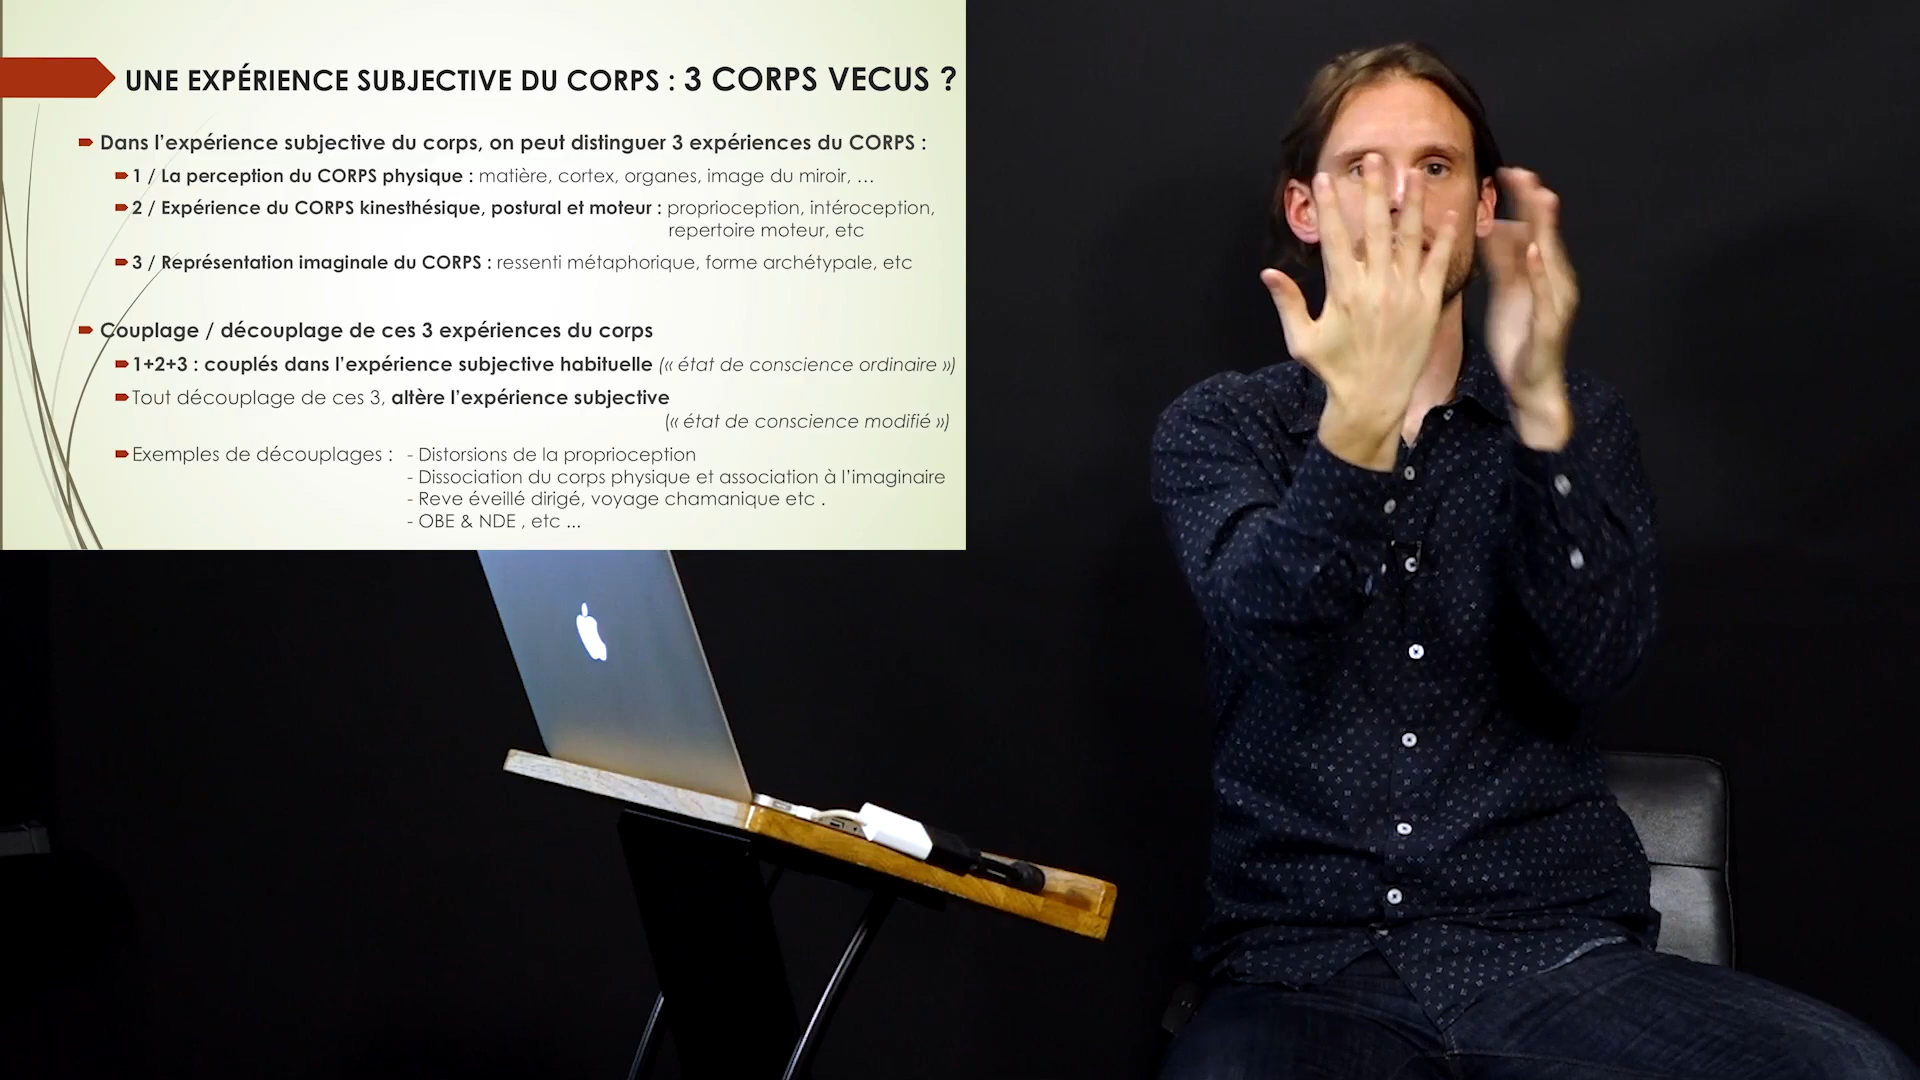 UNE EXPÉRIENCE SUBJECTIVE DU CORPS : 3 CORPS VECUS ?
Dans l’expérience subjective du corps, on peut distinguer 3 expériences du CORPS :
1 / La perception du CORPS physique : matière, cortex, organes, image du miroir, …
2 / Expérience du CORPS kinesthésique, postural et moteur : proprioception, intéroception,
repertoire moteur, etc
3 / Représentation imaginale du CORPS : ressenti métaphorique, forme archétypale, etc
Couplage / découplage de ces 3 expériences du corps
1+2+3 : couplés dans l’expérience subjective habituelle (« état de conscience ordinaire »)
Tout découplage de ces 3, altère l’expérience subjective
(« état de conscience modifié »)
Exemples de découplages : - Distorsions de la proprioception
- Dissociation du corps physique et association à l’imaginaire
- Reve éveillé dirigé, voyage chamanique etc .
- OBE & NDE , etc ...